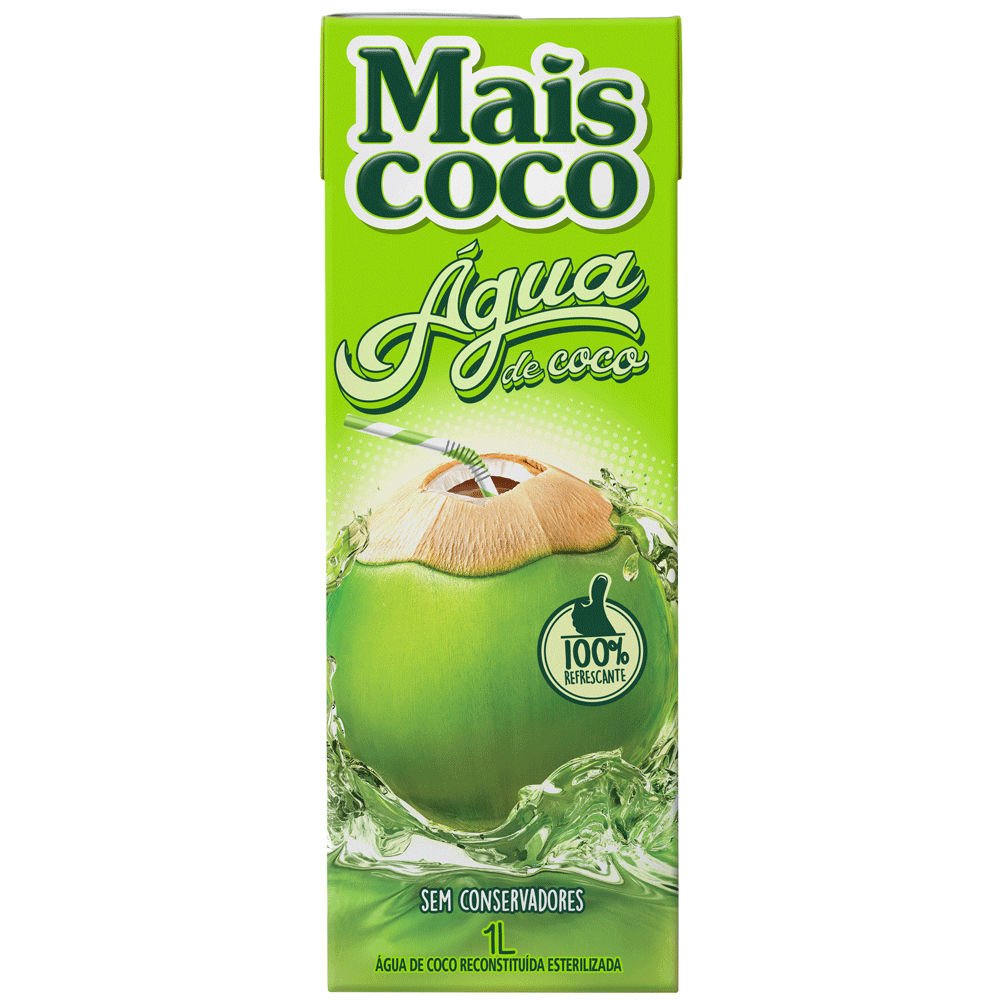 Mais
coco
Água
de coco
100%
REFRESCANTE
SEM CONSERVADORES
1L
ÁGUA DE COCO RECONSTITUÍDA ESTERILIZADA